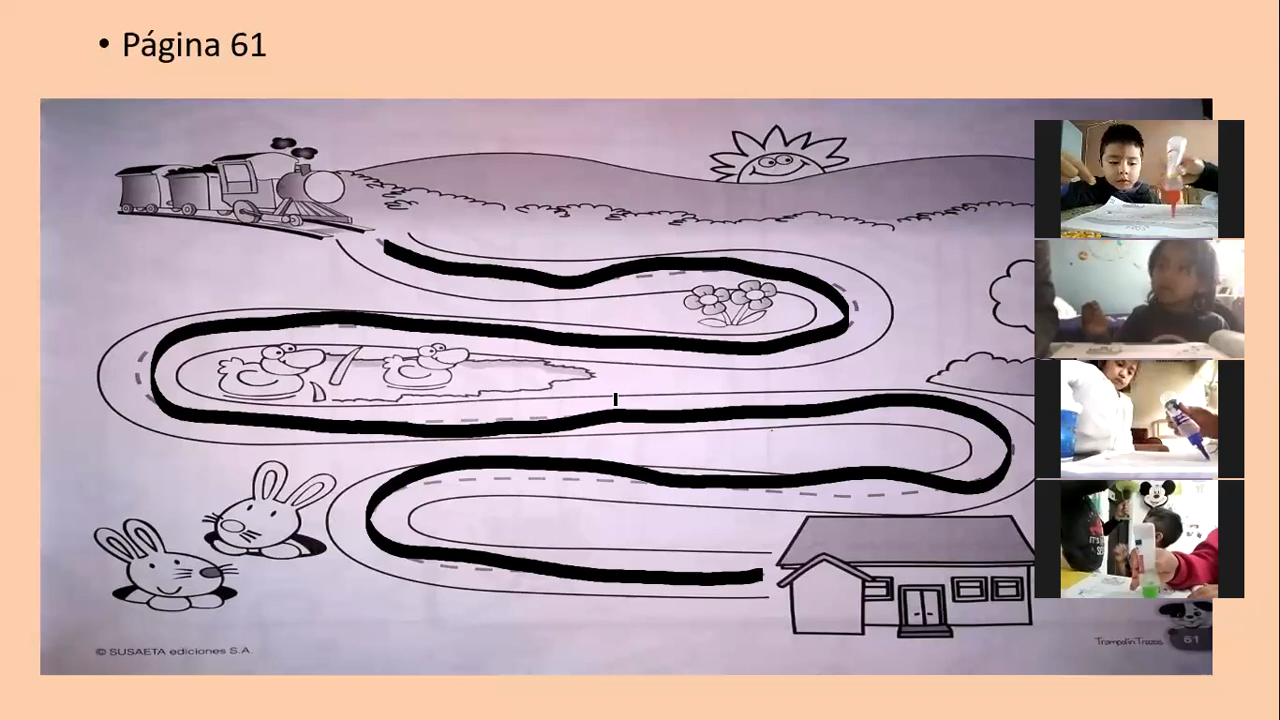 • Página 61
© SUSAETA ediciones S.A.
Trampolín Trazos 61